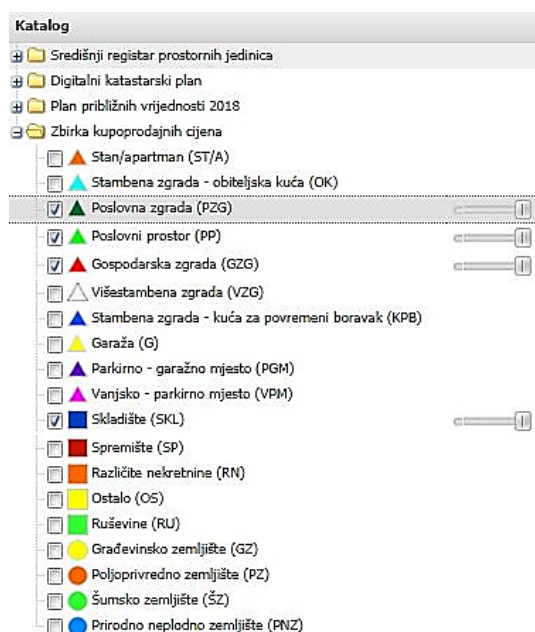 Katalog
Središnji registar prostornih jedinica
Digitalni katastarski plan
Plan približnih vrijednosti 2018
Zbirka kupoprodajnih cijena
Stan/apartman (ST/A)
Stambena zgrada - obiteljska kuća (OK)
Poslovna zgrada (PZG)
Poslovni prostor (PP)
Gospodarska zgrada (GZG)
Višestambena zgrada (VZG)
Stambena zgrada - kuća za povremeni boravak (KPB)
Garaža (G)
Parkirno - garažno mjesto (PGM)
Vanjsko - parkirno mjesto (VPM)
Skladište (SKL)
Spremište (SP)
Različite nekretnine (RN)
Ostalo (OS)
Ruševine (RU)
Građevinsko zemljište (GZ)
Poljoprivredno zemljište (PZ)
Šumsko zemljište (ŠZ)
Prirodno neplodno zemljište (PNZ)